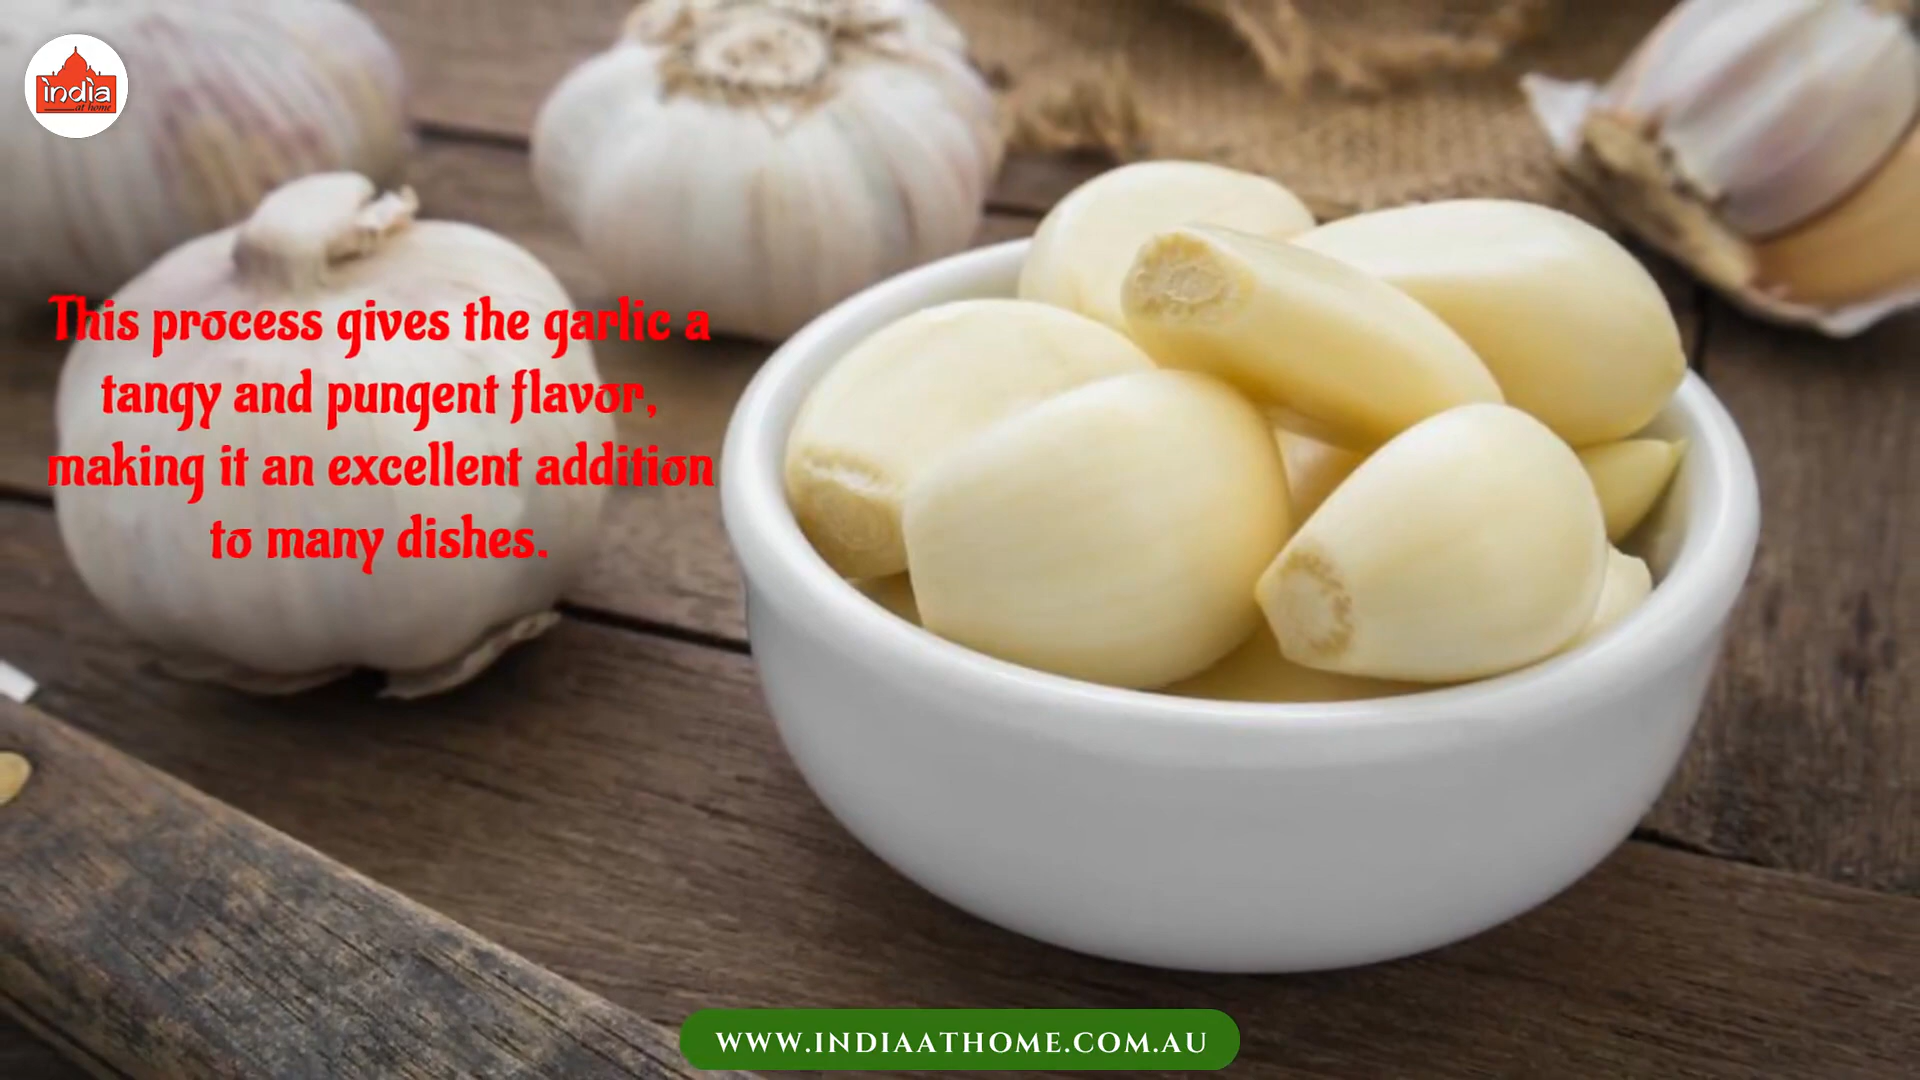 india
at home
This process gives the garlic a
tangy and pungent flavor,
making it an excellent addition
to many dishes.
WWW.INDIAATHOME.COM.AU